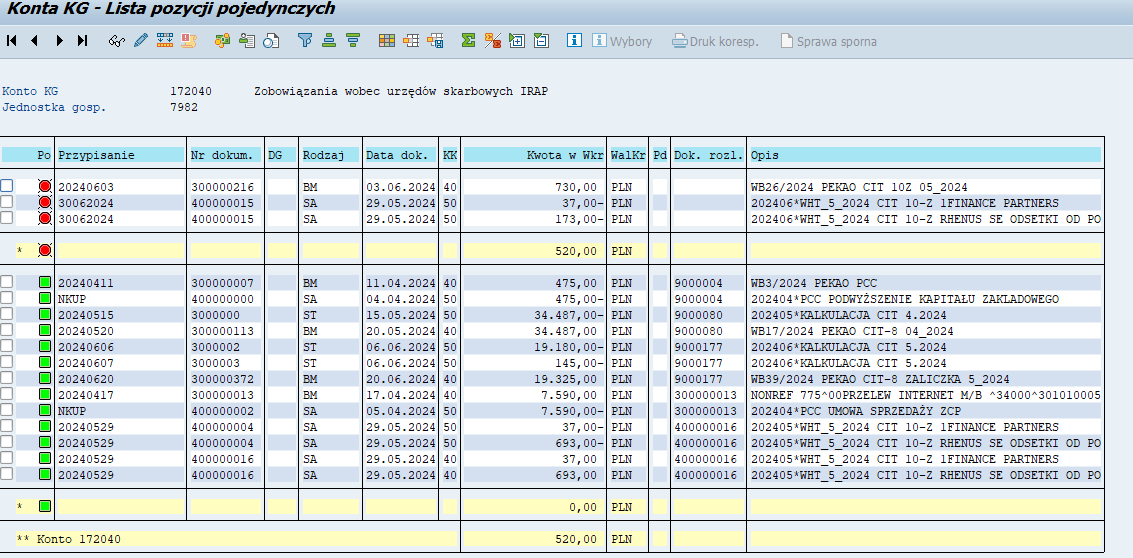 Konta KG - Lista pozycji pojedynczych
Wybory Druk koresp. Sprawa sporna
Konto KG 172040 Zobowiązania wobec urzędów skarbowych IRAP
Jednostka gosp. 7982
Po Przypisanie Nr dokum. DG Rodzaj Data dok. KK Kwota w Wkr WalKr Pd Dok. rozl. Opis
20240603 300000216 BM 03.06.2024 40 730,00 PLN WB26/2024 PEKAO CIT 10Z 05_2024
30062024 400000015 SA 29.05.2024 50 37,00- PLN 202406*WHT_5_2024 CIT 10-Z 1FINANCE PARTNERS
30062024 400000015 SA 29.05.2024 50 173,00- PLN 202406*WHT_5_2024 CIT 10-Z RHENUS SE ODSETKI OD PO
* 520,00 PLN
20240411 300000007 BM 11.04.2024 40 475,00 PLN 9000004 WB3/2024 PEKAO PCC
NKUP 400000000 SA 04.04.2024 50 475,00- PLN 9000004 202404*PCC PODWYŻSZENIE KAPITAŁU ZAKLADOWEGO
20240515 3000000 ST 15.05.2024 50 34.487,00- PLN 9000080 202405*KALKULACJA CIT 4.2024
20240520 300000113 BM 20.05.2024 40 34.487,00 PLN 9000080 WB17/2024 PEKAO CIT-8 04_2024
20240606 3000002 ST 06.06.2024 50 19.180,00- PLN 9000177 202406*KALKULACJA CIT 5.2024
20240607 3000003 ST 06.06.2024 50 145,00- PLN 9000177 202406*KALKULACJA CIT 5.2024
20240620 300000372 BM 20.06.2024 40 19.325,00 PLN 9000177 WB39/2024 PEKAO CIT-8 ZALICZKA 5_2024
20240417 300000013 BM 17.04.2024 40 7.590,00 PLN 300000013 NONREF 775^00PRZELEW INTERNET M/B ^34000^301010005
NKUP 400000002 SA 05.04.2024 50 7.590,00- PLN 300000013 202404*PCC UMOWA SPRZEDAŻY ZCP
20240529 400000004 SA 29.05.2024 50 37,00- PLN 400000016 202405*WHT_5_2024 CIT 10-Z 1FINANCE PARTNERS
20240529 400000004 SA 29.05.2024 50 693,00- PLN 400000016 202405*WHT_5_2024 CIT 10-Z RHENUS SE ODSETKI OD PO
20240529 400000016 SA 29.05.2024 40 37,00 PLN 400000016 202405*WHT_5_2024 CIT 10-Z 1FINANCE PARTNERS
20240529 400000016 SA 29.05.2024 40 693,00 PLN 400000016 202405*WHT_5_2024 CIT 10-Z RHENUS SE ODSETKI OD PO
* 0,00 PLN
** Konto 172040 520,00 PLN